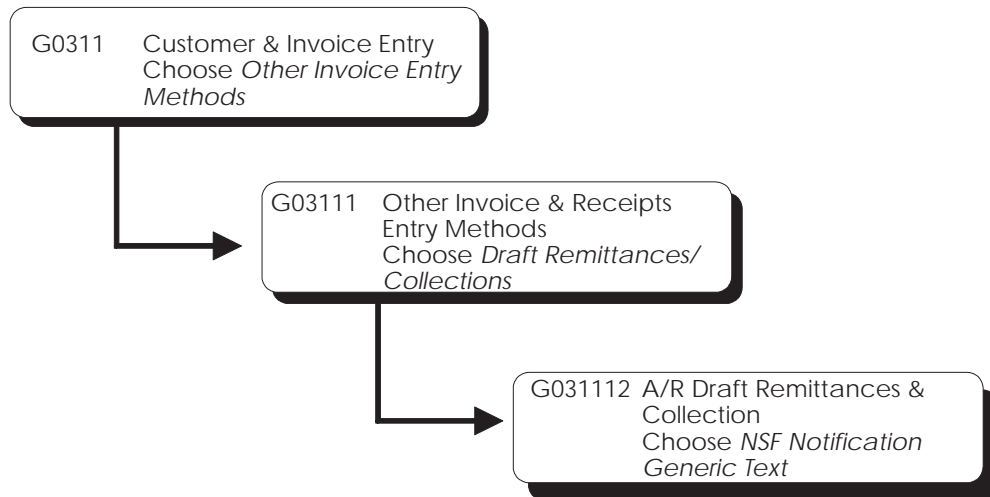 G0311 Customer & Invoice Entry
Choose Other Invoice Entry
Methods
G03111 Other Invoice & Receipts
Entry Methods
Choose Draft Remittances/
Collections
G031112 A/R Draft Remittances &
Collection
Choose NSF Notification
Generic Text